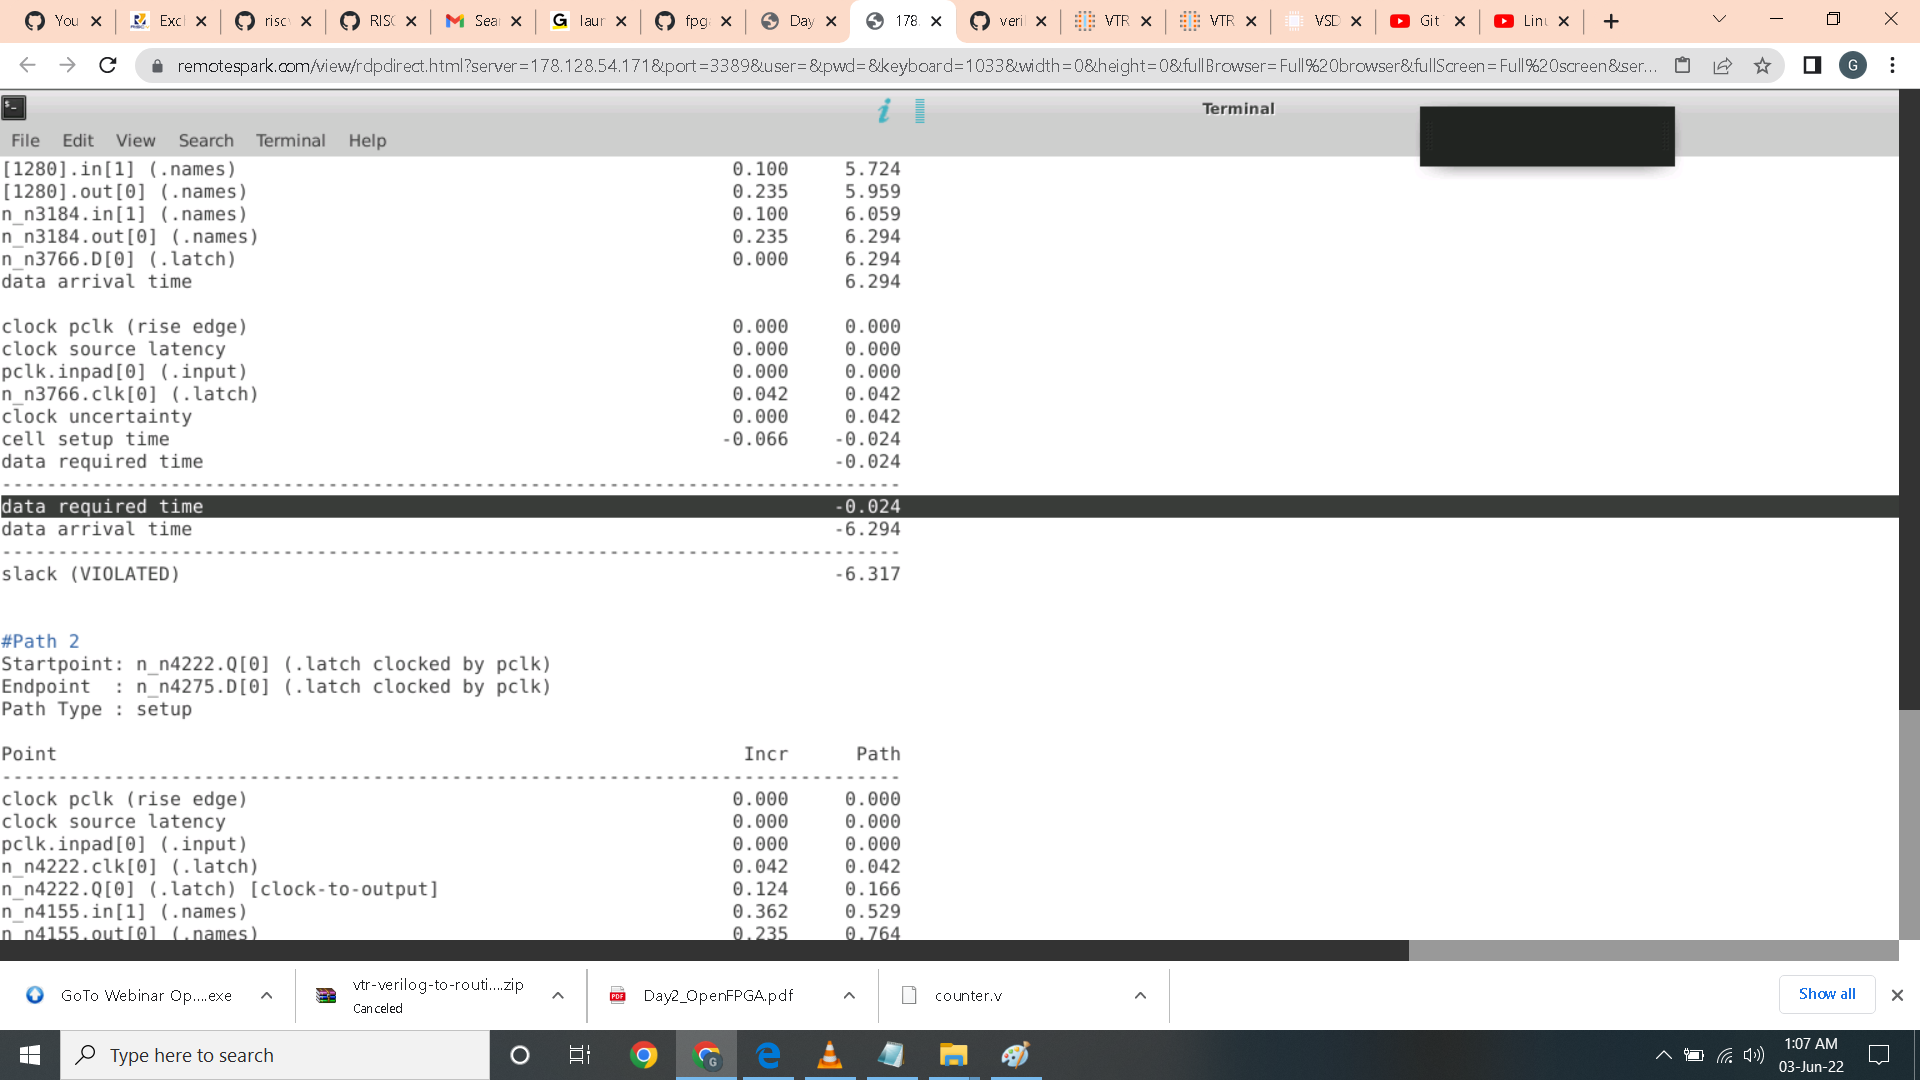 You
Excl
riscv
RISC
Sear
laun
fpg
Day
178.
veri
VTR
VTR
VSD
Git
Linu
remotespark.com/view/rdpdirect.html?server=178.128.54.171&port=3389&user=&pwd=&keyboard=1033&width=0&height=0&fullBrowser=Full%20browser&fullScreen=Full%20screen&ser...
G
Terminal
File Edit View Search Terminal Help
[1280].in[1] (.names) 0.100 5.724
[1280].out[0] (.names) 0.235 5.959
n_n3184.in[1] (.names) 0.100 6.059
n_n3184.out[0] (.names) 0.235 6.294
n_n3766.D[0] (.latch) 0.000 6.294
data arrival time 6.294
clock pclk (rise edge) 0.000 0.000
clock source latency 0.000 0.000
pclk.inpad[0] (.input) 0.000 0.000
n_n3766.clk[0] (.latch) 0.042 0.042
clock uncertainty 0.000 0.042
cell setup time -0.066 -0.024
data required time -0.024
--------------------------------------------------------------------------------
data required time -0.024
data arrival time -6.294
--------------------------------------------------------------------------------
slack (VIOLATED) -6.317
#Path 2
Startpoint: n_n4222.Q[0] (.latch clocked by pclk)
Endpoint : n_n4275.D[0] (.latch clocked by pclk)
Path Type : setup
Point Incr Path
--------------------------------------------------------------------------------
clock pclk (rise edge) 0.000 0.000
clock source latency 0.000 0.000
pclk.inpad[0] (.input) 0.000 0.000
n_n4222.clk[0] (.latch) 0.042 0.042
n_n4222.Q[0] (.latch) [clock-to-output] 0.124 0.166
n_n4155.in[1] (.names) 0.362 0.529
n_n4155.out[0] (.names) 0.235 0.764
GoTo Webinar Op....exe
vtr-verilog-to-routi....zip
Canceled
Day2_OpenFPGA.pdf
counter.v
Show all
Type here to search
1:07 AM
03-Jun-22